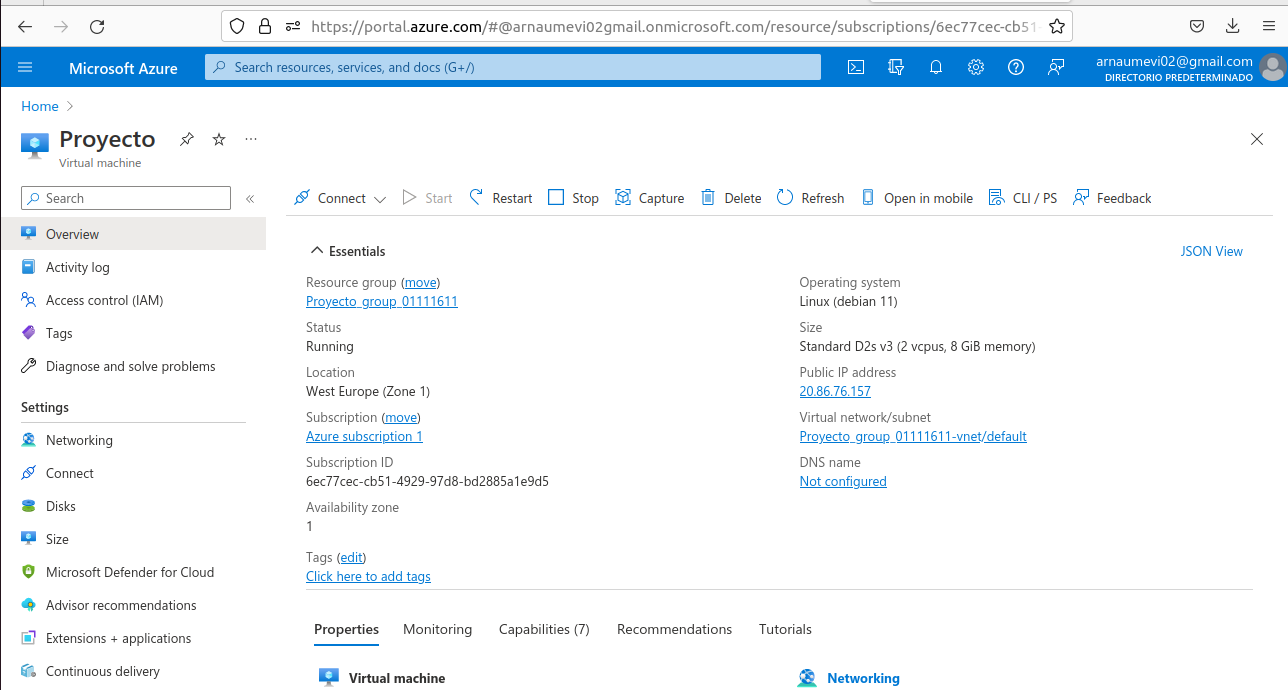 https://portal.azure.com/#@arnaumevi02gmail.onmicrosoft.com/resource/subscriptions/6ec77cec-cb51-
Microsoft Azure
Search resources, services, and docs (G+/)
arnaumevi02@gmail.com
DIRECTORIO PREDETERMINADO
Home
Proyecto
Virtual machine
Search
«
Connect
Start
Restart
Stop
Capture
Delete
Refresh
Open in mobile
CLI / PS
Feedback
Overview
Activity log
Access control (IAM)
Tags
Diagnose and solve problems
Settings
Networking
Connect
Disks
Size
Microsoft Defender for Cloud
Advisor recommendations
Extensions + applications
Continuous delivery
Essentials
JSON View
Resource group (move)
Proyecto_group_01111611
Status
Running
Location
West Europe (Zone 1)
Subscription (move)
Azure subscription 1
Subscription ID
6ec77cec-cb51-4929-97d8-bd2885a1e9d5
Availability zone
1
Tags (edit)
Click here to add tags
Operating system
Linux (debian 11)
Size
Standard D2s v3 (2 vcpus, 8 GiB memory)
Public IP address
20.86.76.157
Virtual network/subnet
Proyecto_group_01111611-vnet/default
DNS name
Not configured
Properties
Monitoring
Capabilities (7)
Recommendations
Tutorials
Virtual machine
Networking